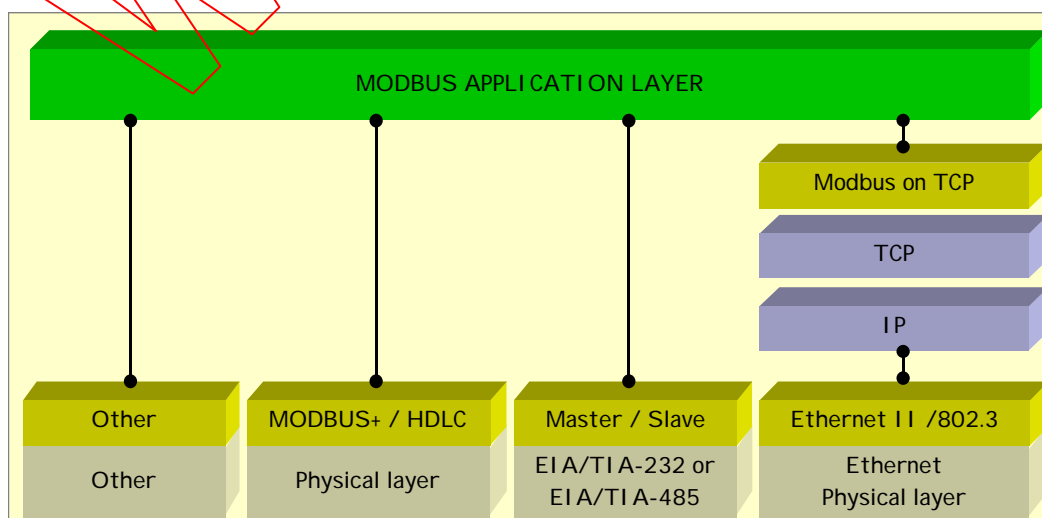 MODBUS APPLICATION LAYER
Modbus on TCP
TCP
IP
Other
MODBUS+ / HDLC
Master / Slave
Ethernet II /802.3
Other
Physical layer
EIA/TIA-232 or
EIA/TIA-485
Ethernet
Physical layer